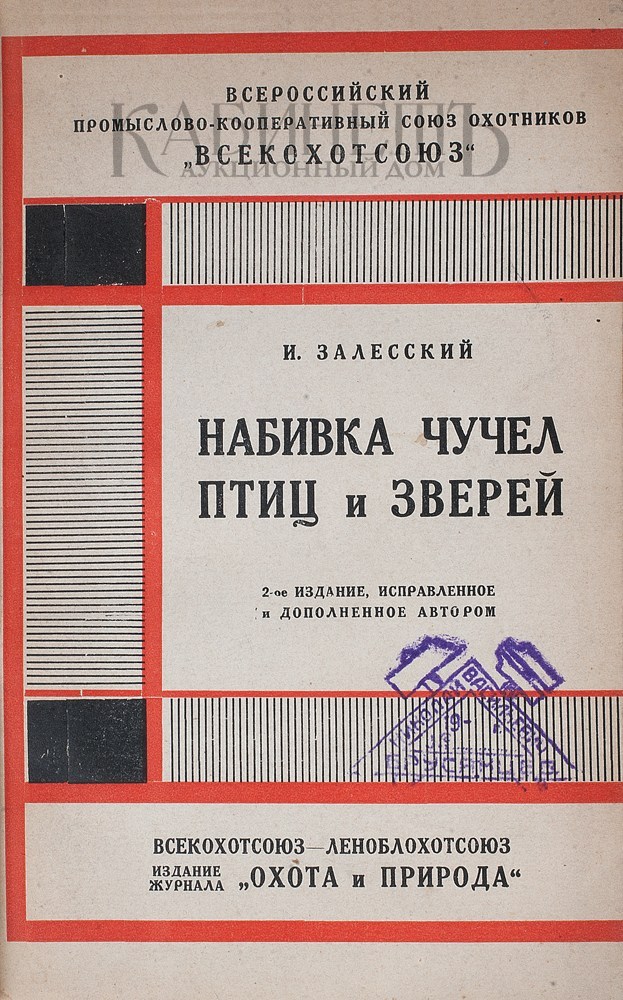 ВСЕРОССИЙСКИЙ
ПРОМЫСЛОВО-КООПЕРАТИВНЫЙ СОЮЗ ОХОТНИКОВ
„ВСЕКОХОТСОЮЗ“
КАБИНЕТЪ
АУКЦИОННЫЙ ДОМ
И. ЗАЛЕССКИЙ
НАБИВКА ЧУЧЕЛ
ПТИЦ и ЗВЕРЕЙ
2-ое ИЗДАНИЕ, ИСПРАВЛЕННОЕ
и ДОПОЛНЕННОЕ АВТОРОМ
НИКОЛАЙ
ВСЕКОХОТСОЮЗ—ЛЕНОБЛОХОТСОЮЗ
ИЗДАНИЕ
ЖУРНАЛА „ОХОТА и ПРИРОДА“